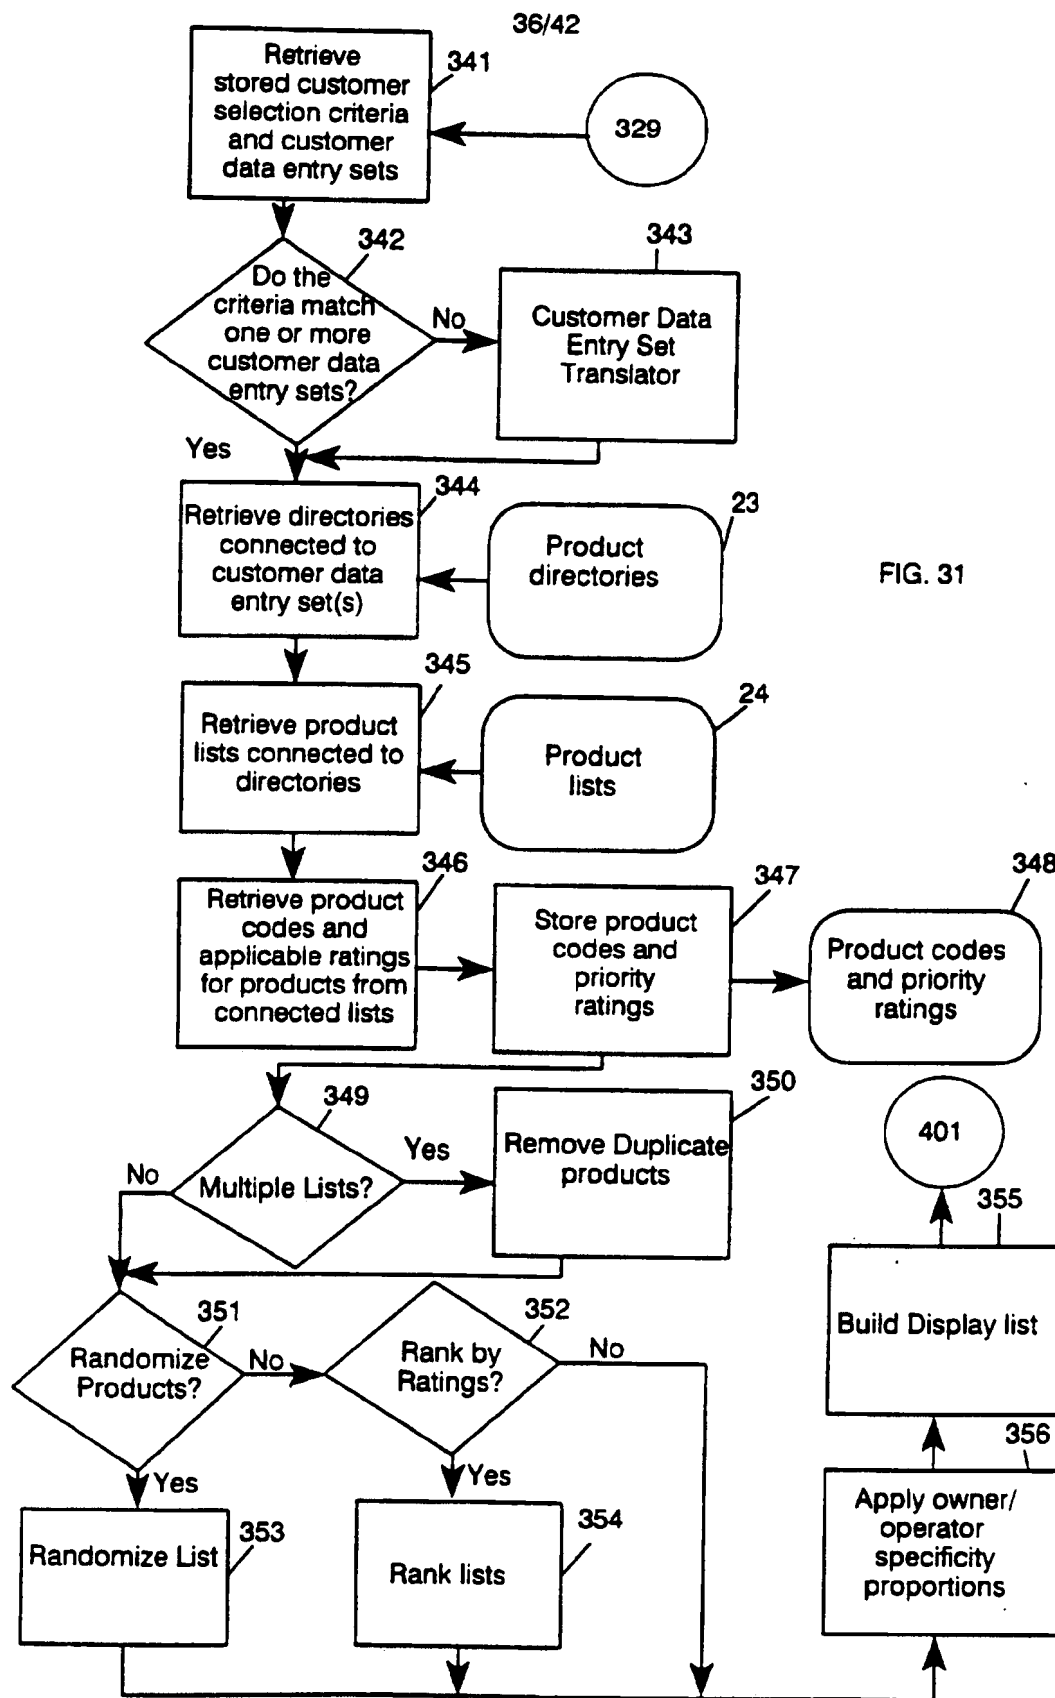 36/42
Retrieve
stored customer
selection criteria
and customer
data entry sets
341
329
342
Do the
criteria match
one or more
customer data
entry sets?
No
Yes
343
Customer Data
Entry Set
Translator
344
Retrieve directories
connected to
customer data
entry set(s)
23
Product
directories
FIG. 31
345
Retrieve product
lists connected to
directories
24
Product
lists
346
Retrieve product
codes and
applicable ratings
for products from
connected lists
347
Store product
codes and
priority
ratings
348
Product codes
and priority
ratings
349
Multiple Lists?
Yes
No
350
Remove Duplicate
products
401
355
Build Display list
351
Randomize
Products?
No
Yes
352
Rank by
Ratings?
No
Yes
356
Apply owner/
operator
specificity
proportions
353
Randomize List
354
Rank lists